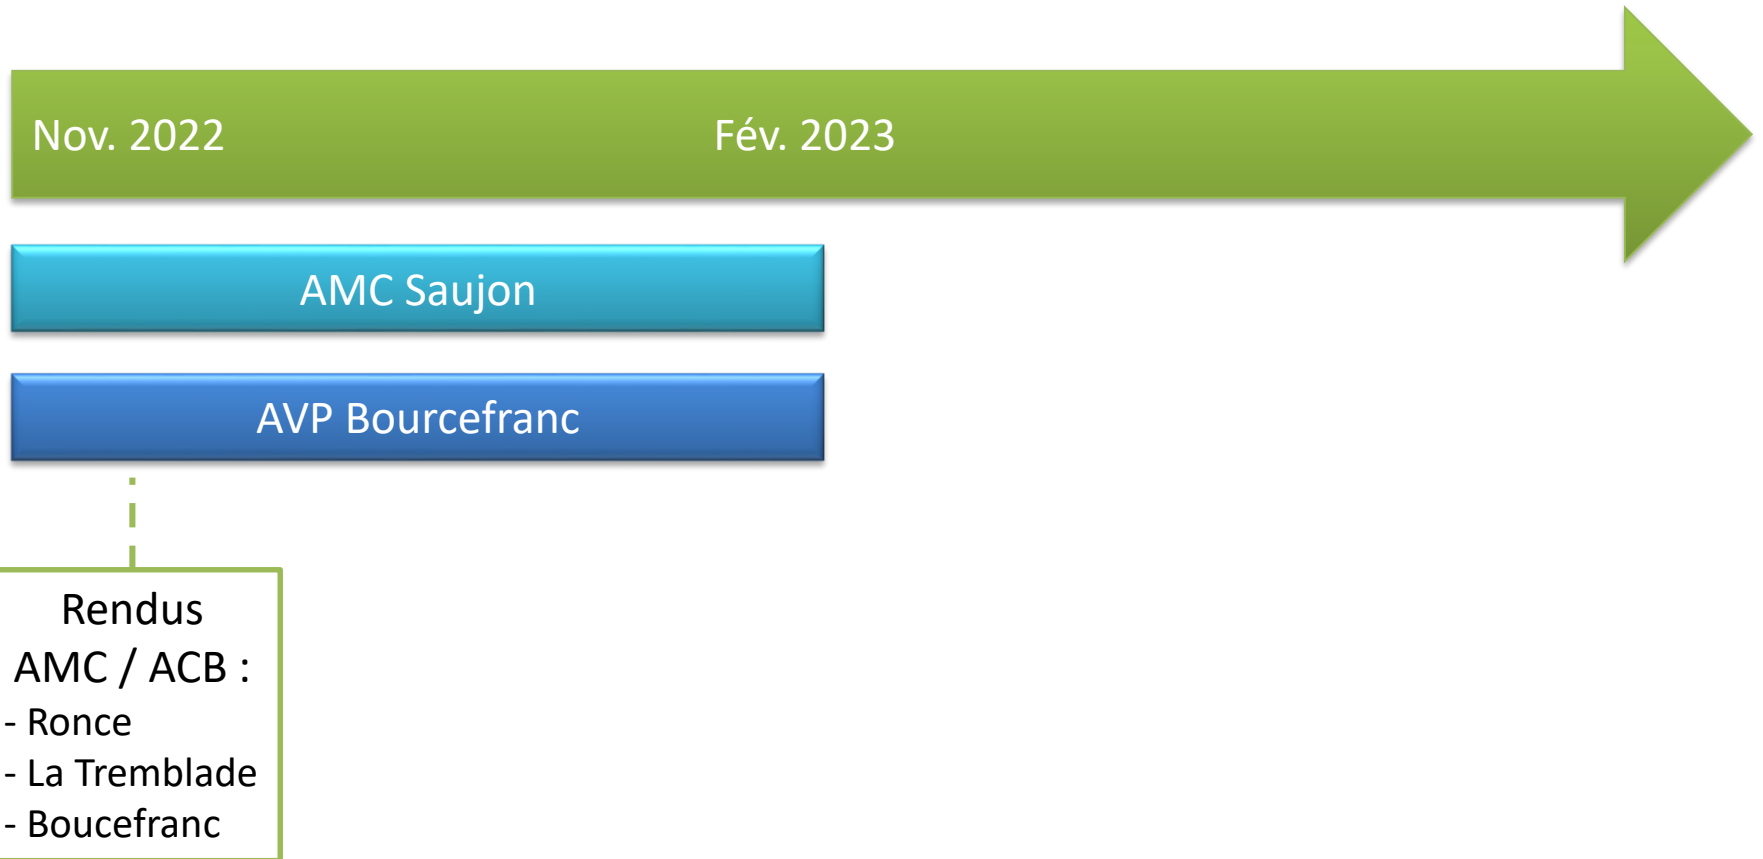 Nov. 2022 Fév. 2023
AMC Saujon
AVP Bourcefranc
Rendus
AMC / ACB :
- Ronce
- La Tremblade
- Boucefranc